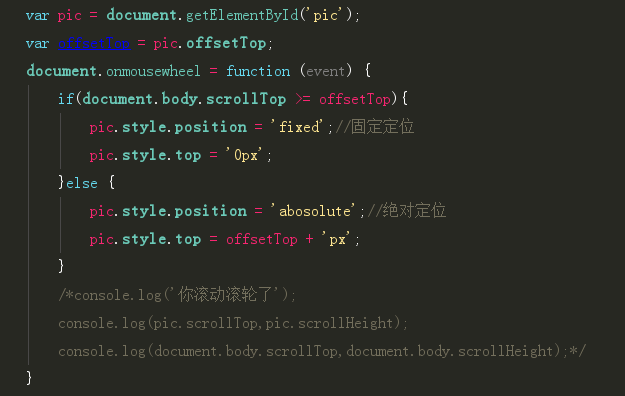 var pic = document.getElementById('pic');
var offsetTop = pic.offsetTop;
document.onmousewheel = function (event) {
if(document.body.scrollTop >= offsetTop){
pic.style.position = 'fixed';//固定定位
pic.style.top = '0px';
}else {
pic.style.position = 'abosolute';//绝对定位
pic.style.top = offsetTop + 'px';
}
/*console.log('你滚动滚轮了');
console.log(pic.scrollTop,pic.scrollHeight);
console.log(document.body.scrollTop,document.body.scrollHeight);*/
}